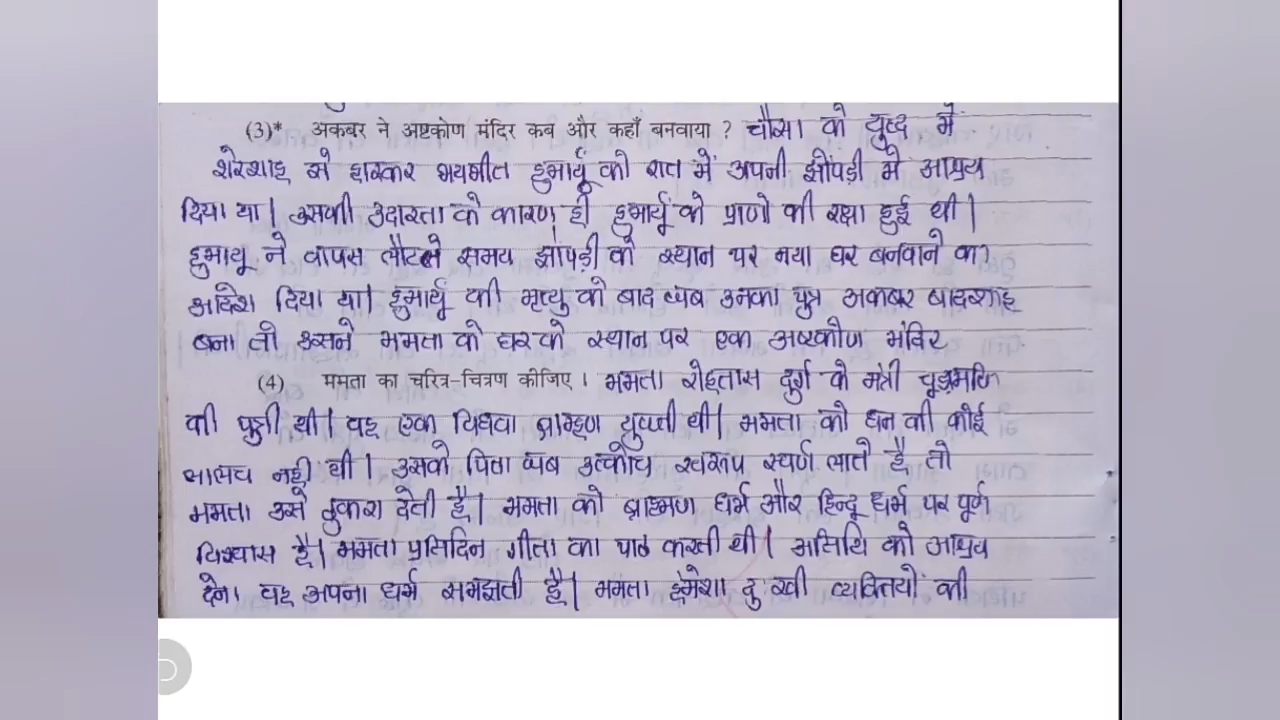 (3)* अकबर ने अष्टकोण मंदिर कब और कहाँ बनवाया ? चौसा के युध्द में
शेरशाह से हारकर भयभीत हुमायूँ को रात में अपनी झोंपड़ी मे आश्रय
दिया था। उसकी उदारता के कारण ही हुमायूँ के प्राणो की रक्षा हुई थी।
हुमायू ने वापस लौटते समय झोंपड़ी के स्थान पर नया घर बनवाने का
आदेश दिया था। हुमायूँ की मृत्यु के बाद जब उनका पुत्र अकबर बादशाह
बना तो उसने ममता के घर के स्थान पर एक अष्टकोण मंदिर
(4) ममता का चरित्र-चित्रण कीजिए । ममता रोहतास दुर्ग के मंत्री चूड़ामणि
की पुत्री थी। वह एक विधवा ब्राम्हण युवती थी। ममता को धन की कोई
लालच नही थी। उसके पिता जब उत्कोच स्वरूप स्वर्ण लाते है, तो
ममता उसे ठुकरा देती है। ममता को ब्राह्मण धर्म और हिन्दू धर्म पर पूर्ण
विश्वास है। ममता प्रतिदिन गीता का पाठ करती थी। अतिथि को आश्रय
देना वह अपना धर्म समझती है। ममता हमेशा दुःखी व्यक्तियों की